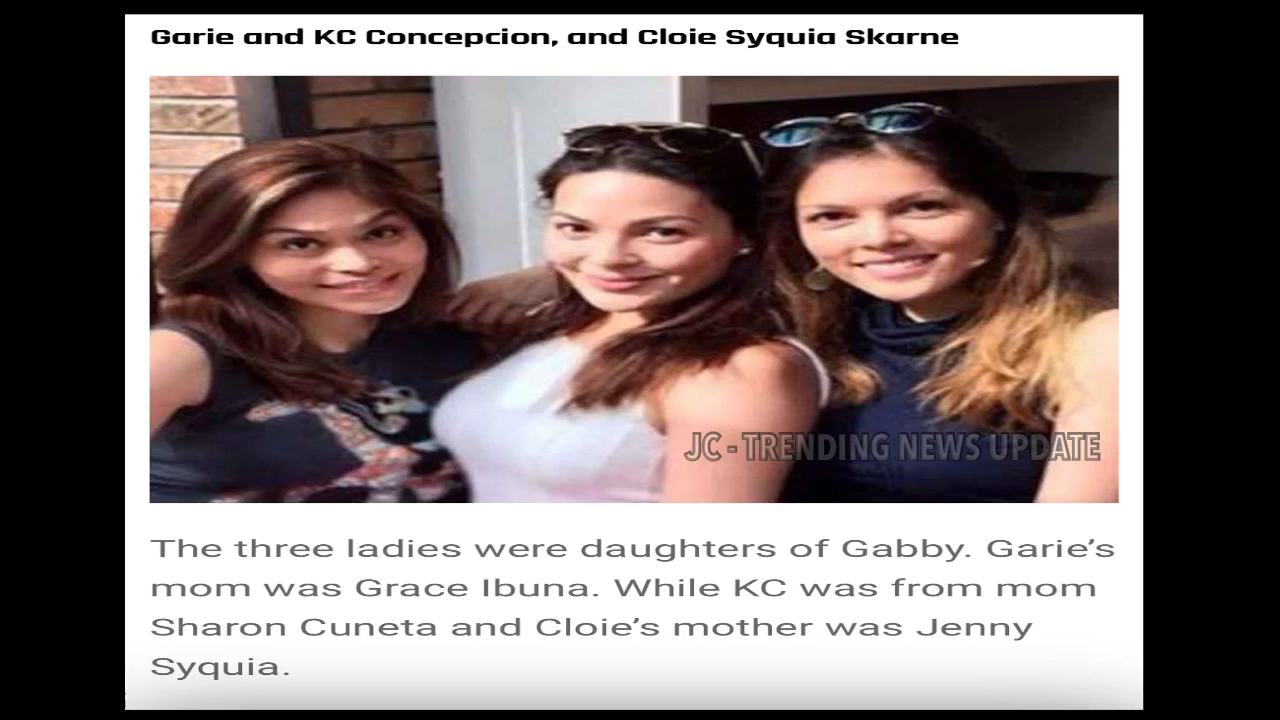 Garie and KC Concepcion, and Cloie Syquia Skarne
JC - TRENDING NEWS UPDATE
The three ladies were daughters of Gabby. Garie’s
mom was Grace Ibuna. While KC was from mom
Sharon Cuneta and Cloie’s mother was Jenny
Syquia.